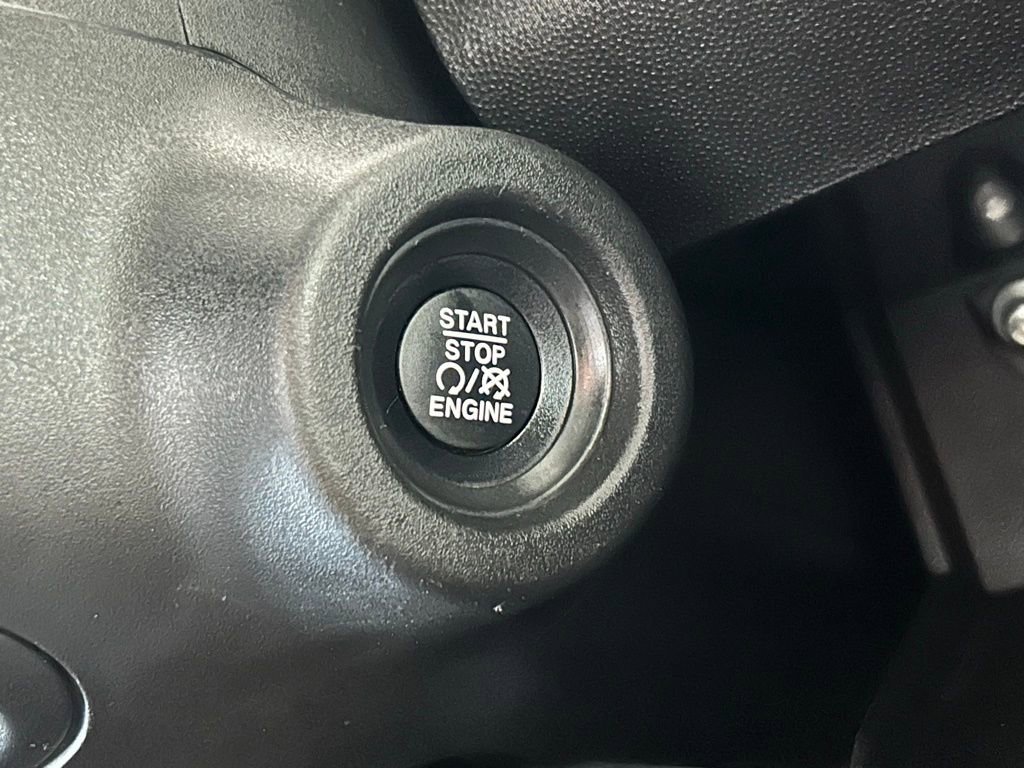 START
STOP
/
ENGINE